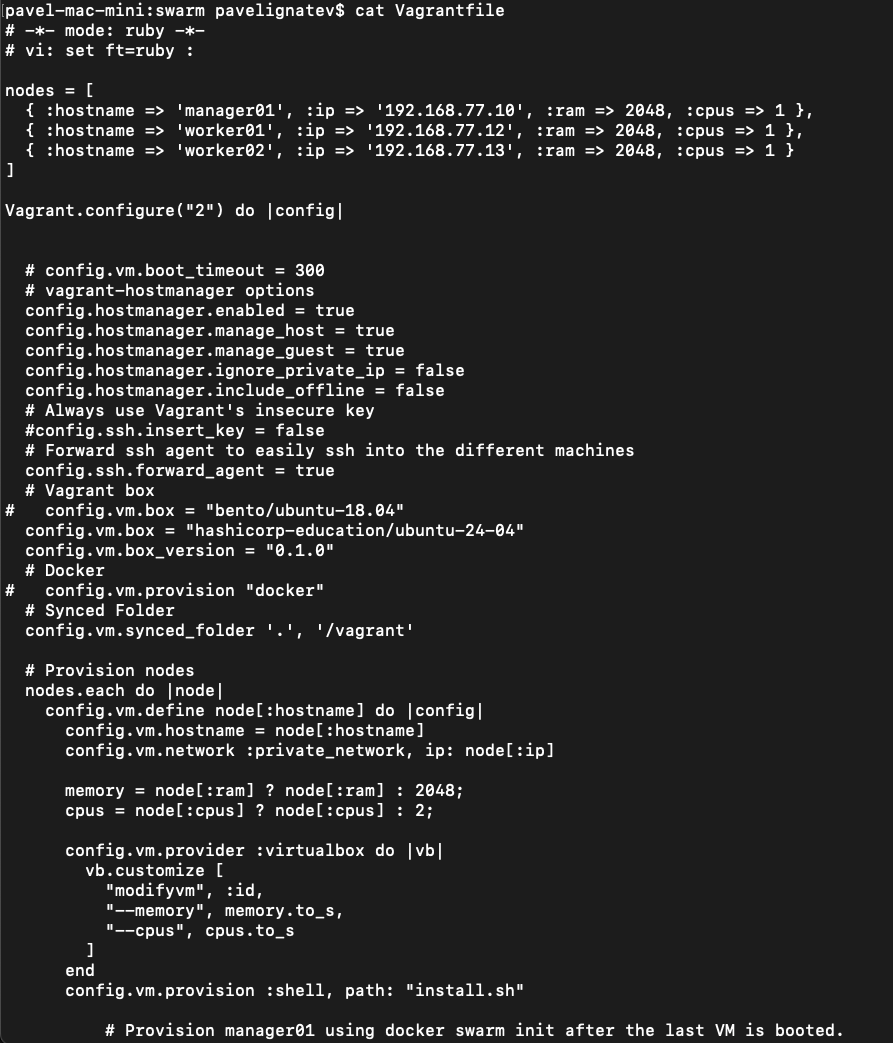 pavel-mac-mini:swarm pavelignatev$ cat Vagrantfile
# -*- mode: ruby -*-
# vi: set ft=ruby :

nodes = [
  { :hostname => 'manager01', :ip => '192.168.77.10', :ram => 2048, :cpus => 1 },
  { :hostname => 'worker01', :ip => '192.168.77.12', :ram => 2048, :cpus => 1 },
  { :hostname => 'worker02', :ip => '192.168.77.13', :ram => 2048, :cpus => 1 }
]

Vagrant.configure("2") do |config|


  # config.vm.boot_timeout = 300
  # vagrant-hostmanager options
  config.hostmanager.enabled = true
  config.hostmanager.manage_host = true
  config.hostmanager.manage_guest = true
  config.hostmanager.ignore_private_ip = false
  config.hostmanager.include_offline = false
  # Always use Vagrant's insecure key
  #config.ssh.insert_key = false
  # Forward ssh agent to easily ssh into the different machines
  config.ssh.forward_agent = true
  # Vagrant box
#   config.vm.box = "bento/ubuntu-18.04"
  config.vm.box = "hashicorp-education/ubuntu-24-04"
  config.vm.box_version = "0.1.0"
  # Docker
#   config.vm.provision "docker"
  # Synced Folder
  config.vm.synced_folder '.', '/vagrant'

  # Provision nodes
  nodes.each do |node|
    config.vm.define node[:hostname] do |config|
      config.vm.hostname = node[:hostname]
      config.vm.network :private_network, ip: node[:ip]

      memory = node[:ram] ? node[:ram] : 2048;
      cpus = node[:cpus] ? node[:cpus] : 2;

      config.vm.provider :virtualbox do |vb|
        vb.customize [
          "modifyvm", :id,
          "--memory", memory.to_s,
          "--cpus", cpus.to_s
        ]
      end
      config.vm.provision :shell, path: "install.sh"

          # Provision manager01 using docker swarm init after the last VM is booted.